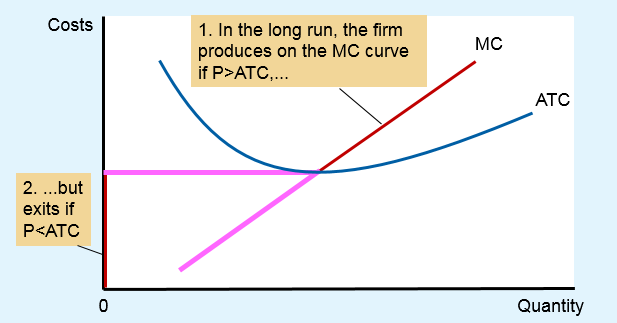 Costs
1. In the long run, the firm
produces on the MC curve
if P>ATC,...
MC
ATC
2. ...but
exits if
P<ATC
0
Quantity